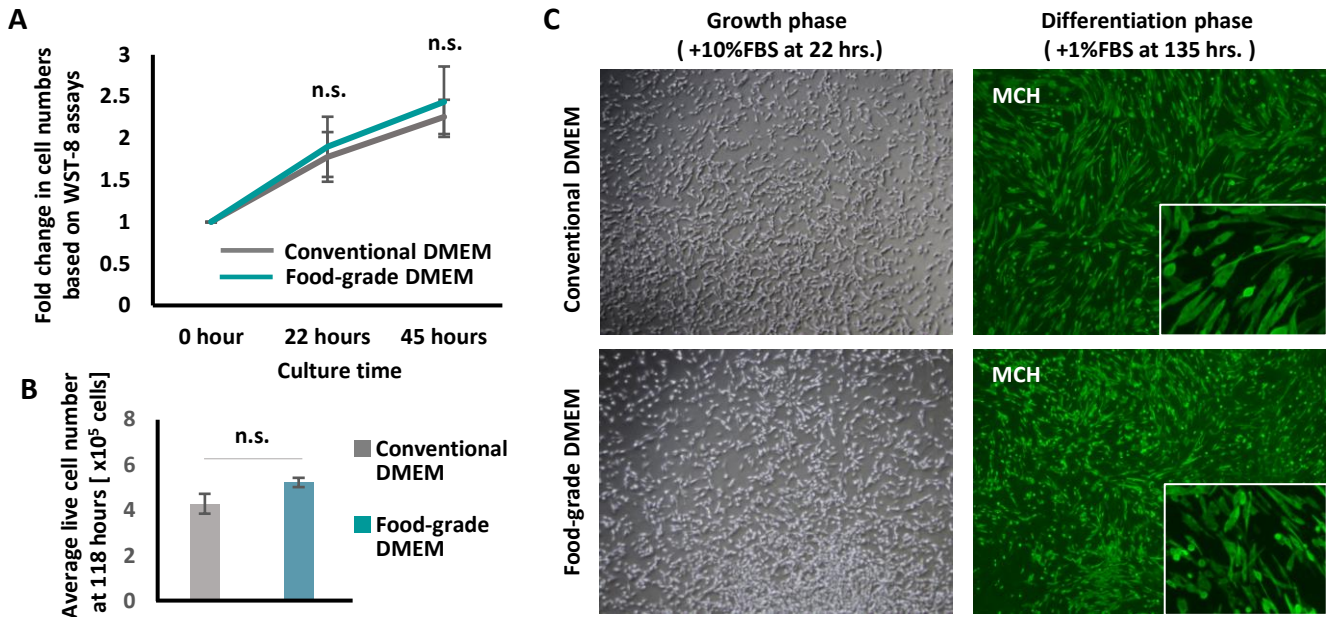 A
Fold change in cell numbers
based on WST-8 assays
3
2.5
2
1.5
1
0.5
0
n.s.
n.s.
Conventional DMEM
Food-grade DMEM
0 hour
22 hours
45 hours
Culture time
B
Average live cell number
at 118 hours [ x10⁵ cells]
8
6
4
2
0
n.s.
Conventional
DMEM
Food-grade
DMEM
C
Growth phase
( +10%FBS at 22 hrs.)
Differentiation phase
( +1%FBS at 135 hrs. )
Conventional DMEM
MCH
Food-grade DMEM
MCH